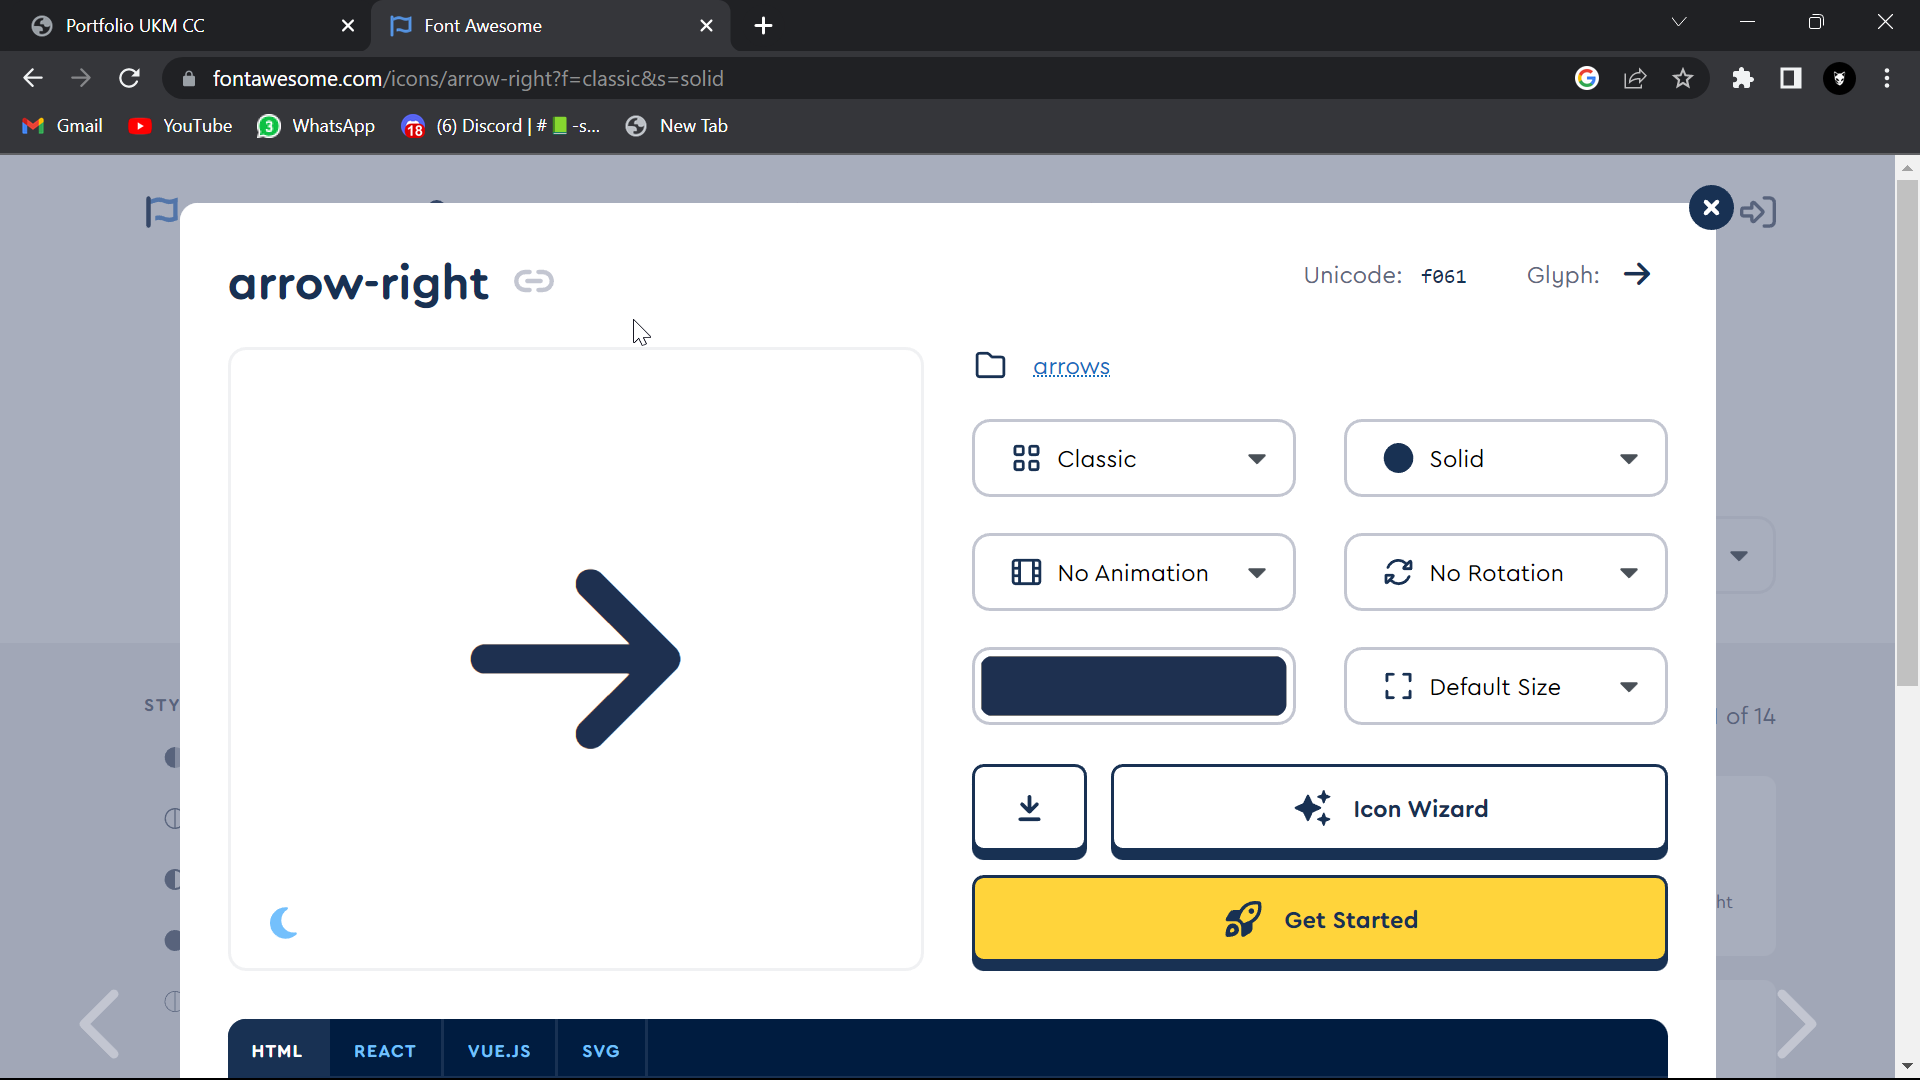 Portfolio UKM CC
Font Awesome
fontawesome.com/icons/arrow-right?f=classic&s=solid
Gmail
YouTube
3
WhatsApp
18
(6) Discord | #📗-s...
New Tab
arrow-right
Unicode: f061
Glyph:
arrows
Classic
Solid
No Animation
No Rotation
Default Size
STY
of 14
Icon Wizard
ht
Get Started
HTML
REACT
VUE.JS
SVG